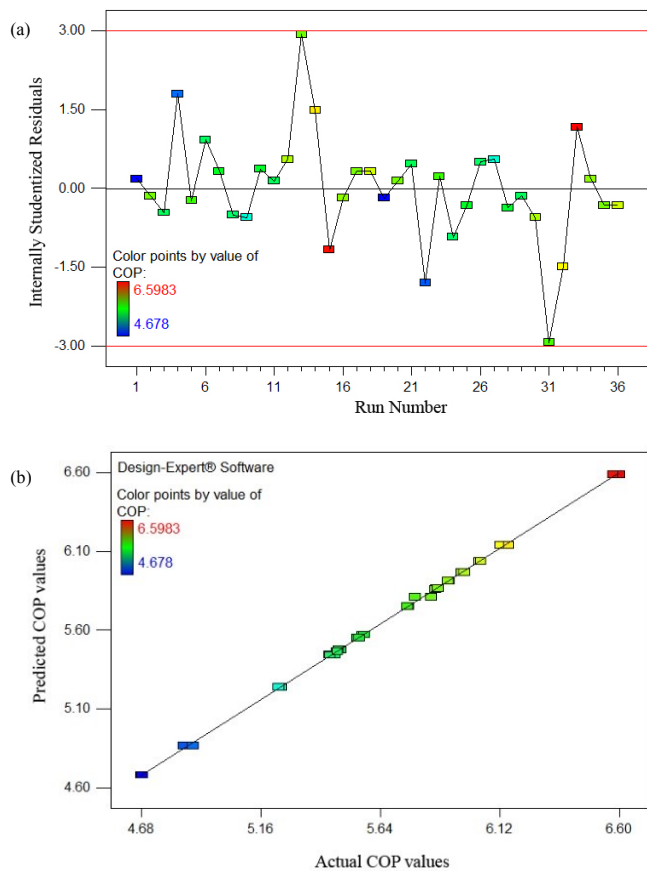 (a)
3.00
1.50
0.00
-1.50
-3.00
Internally Studentized Residuals
Color points by value of
COP:
6.5983
4.678
1 6 11 16 21 26 31 36
Run Number
(b)
Design-Expert® Software
Color points by value of
COP:
6.5983
4.678
6.60
6.10
5.60
5.10
4.60
Predicted COP values
4.68 5.16 5.64 6.12 6.60
Actual COP values